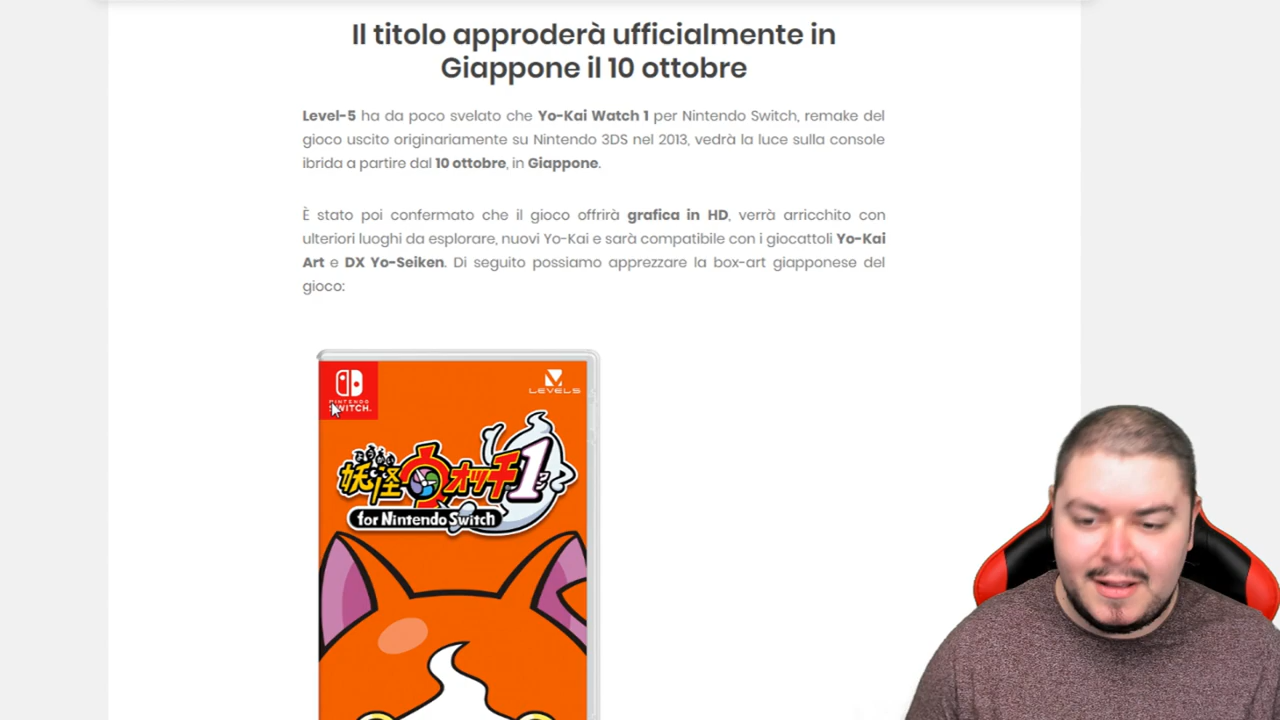 Il titolo approderà ufficialmente in
Giappone il 10 ottobre
Level-5 ha da poco svelato che Yo-Kai Watch 1 per Nintendo Switch, remake del
gioco uscito originariamente su Nintendo 3DS nel 2013, vedrà la luce sulla console
ibrida a partire dal 10 ottobre, in Giappone.
È stato poi confermato che il gioco offrirà grafica in HD, verrà arricchito con
ulteriori luoghi da esplorare, nuovi Yo-Kai e sarà compatibile con i giocattoli Yo-Kai
Art e DX Yo-Seiken. Di seguito possiamo apprezzare la box-art giapponese del
gioco:
NINTENDO
SWITCH.
LEVEL5
妖怪ウォッチ1
for Nintendo Switch